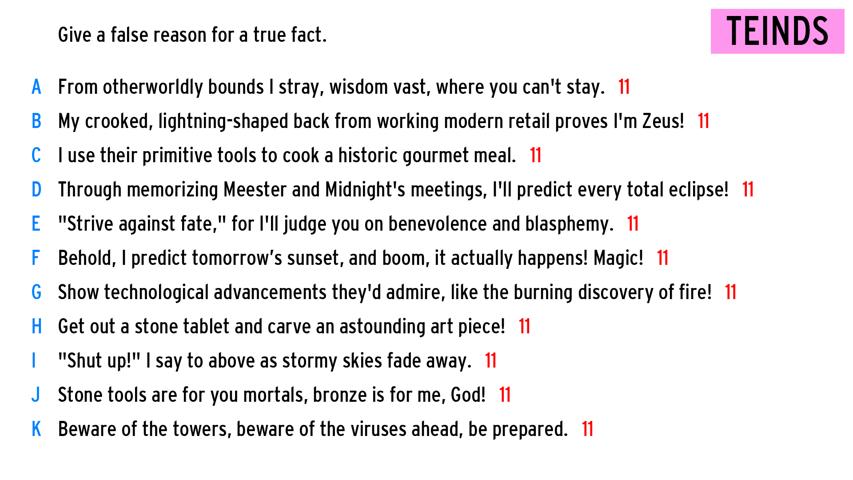 TEINDS
Give a false reason for a true fact.
A From otherworldly bounds I stray, wisdom vast, where you can't stay. 11
B My crooked, lightning-shaped back from working modern retail proves I'm Zeus! 11
C I use their primitive tools to cook a historic gourmet meal. 11
D Through memorizing Meester and Midnight's meetings, I'll predict every total eclipse! 11
E "Strive against fate," for I'll judge you on benevolence and blasphemy. 11
F Behold, I predict tomorrow's sunset, and boom, it actually happens! Magic! 11
G Show technological advancements they'd admire, like the burning discovery of fire! 11
H Get out a stone tablet and carve an astounding art piece! 11
I "Shut up!" I say to above as stormy skies fade away. 11
J Stone tools are for you mortals, bronze is for me, God! 11
K Beware of the towers, beware of the viruses ahead, be prepared. 11